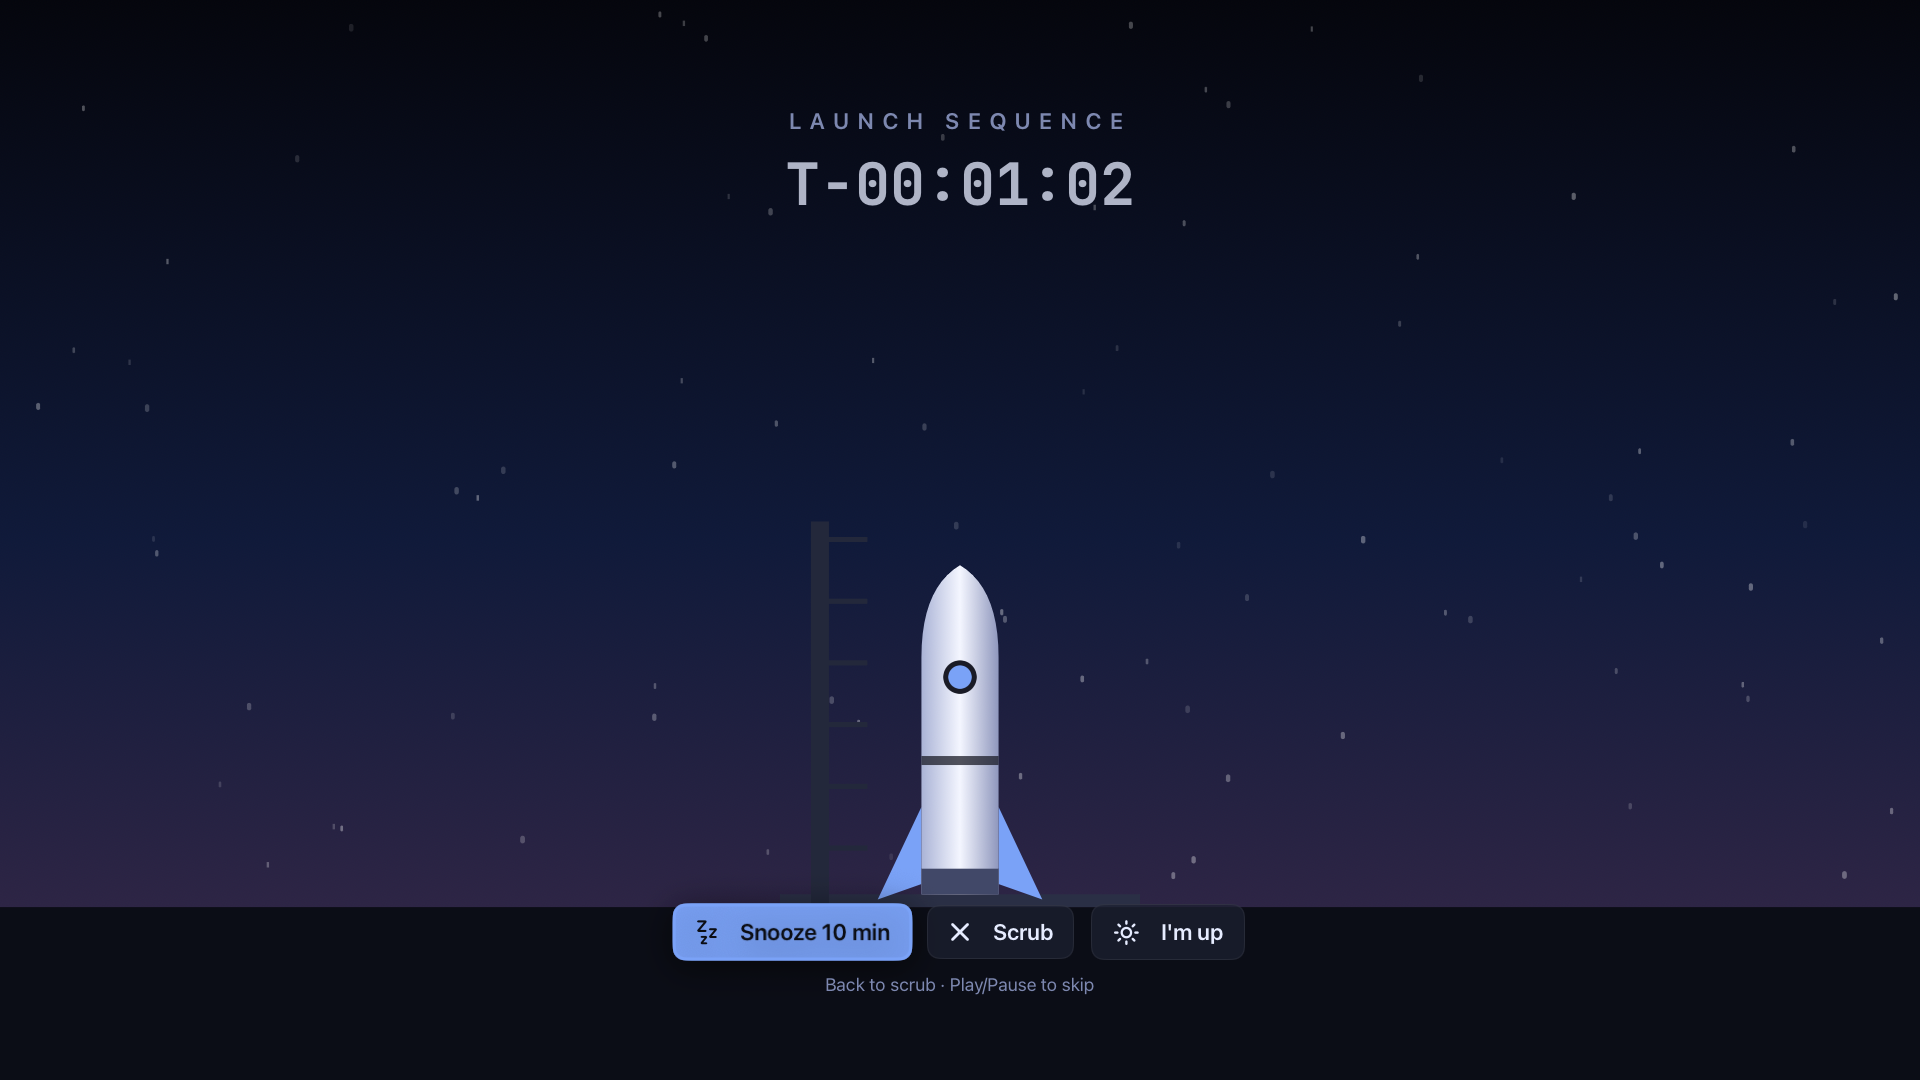 LAUNCH SEQUENCE
T-00:01:02
Snooze 10 min
Scrub
I'm up
Back to scrub · Play/Pause to skip